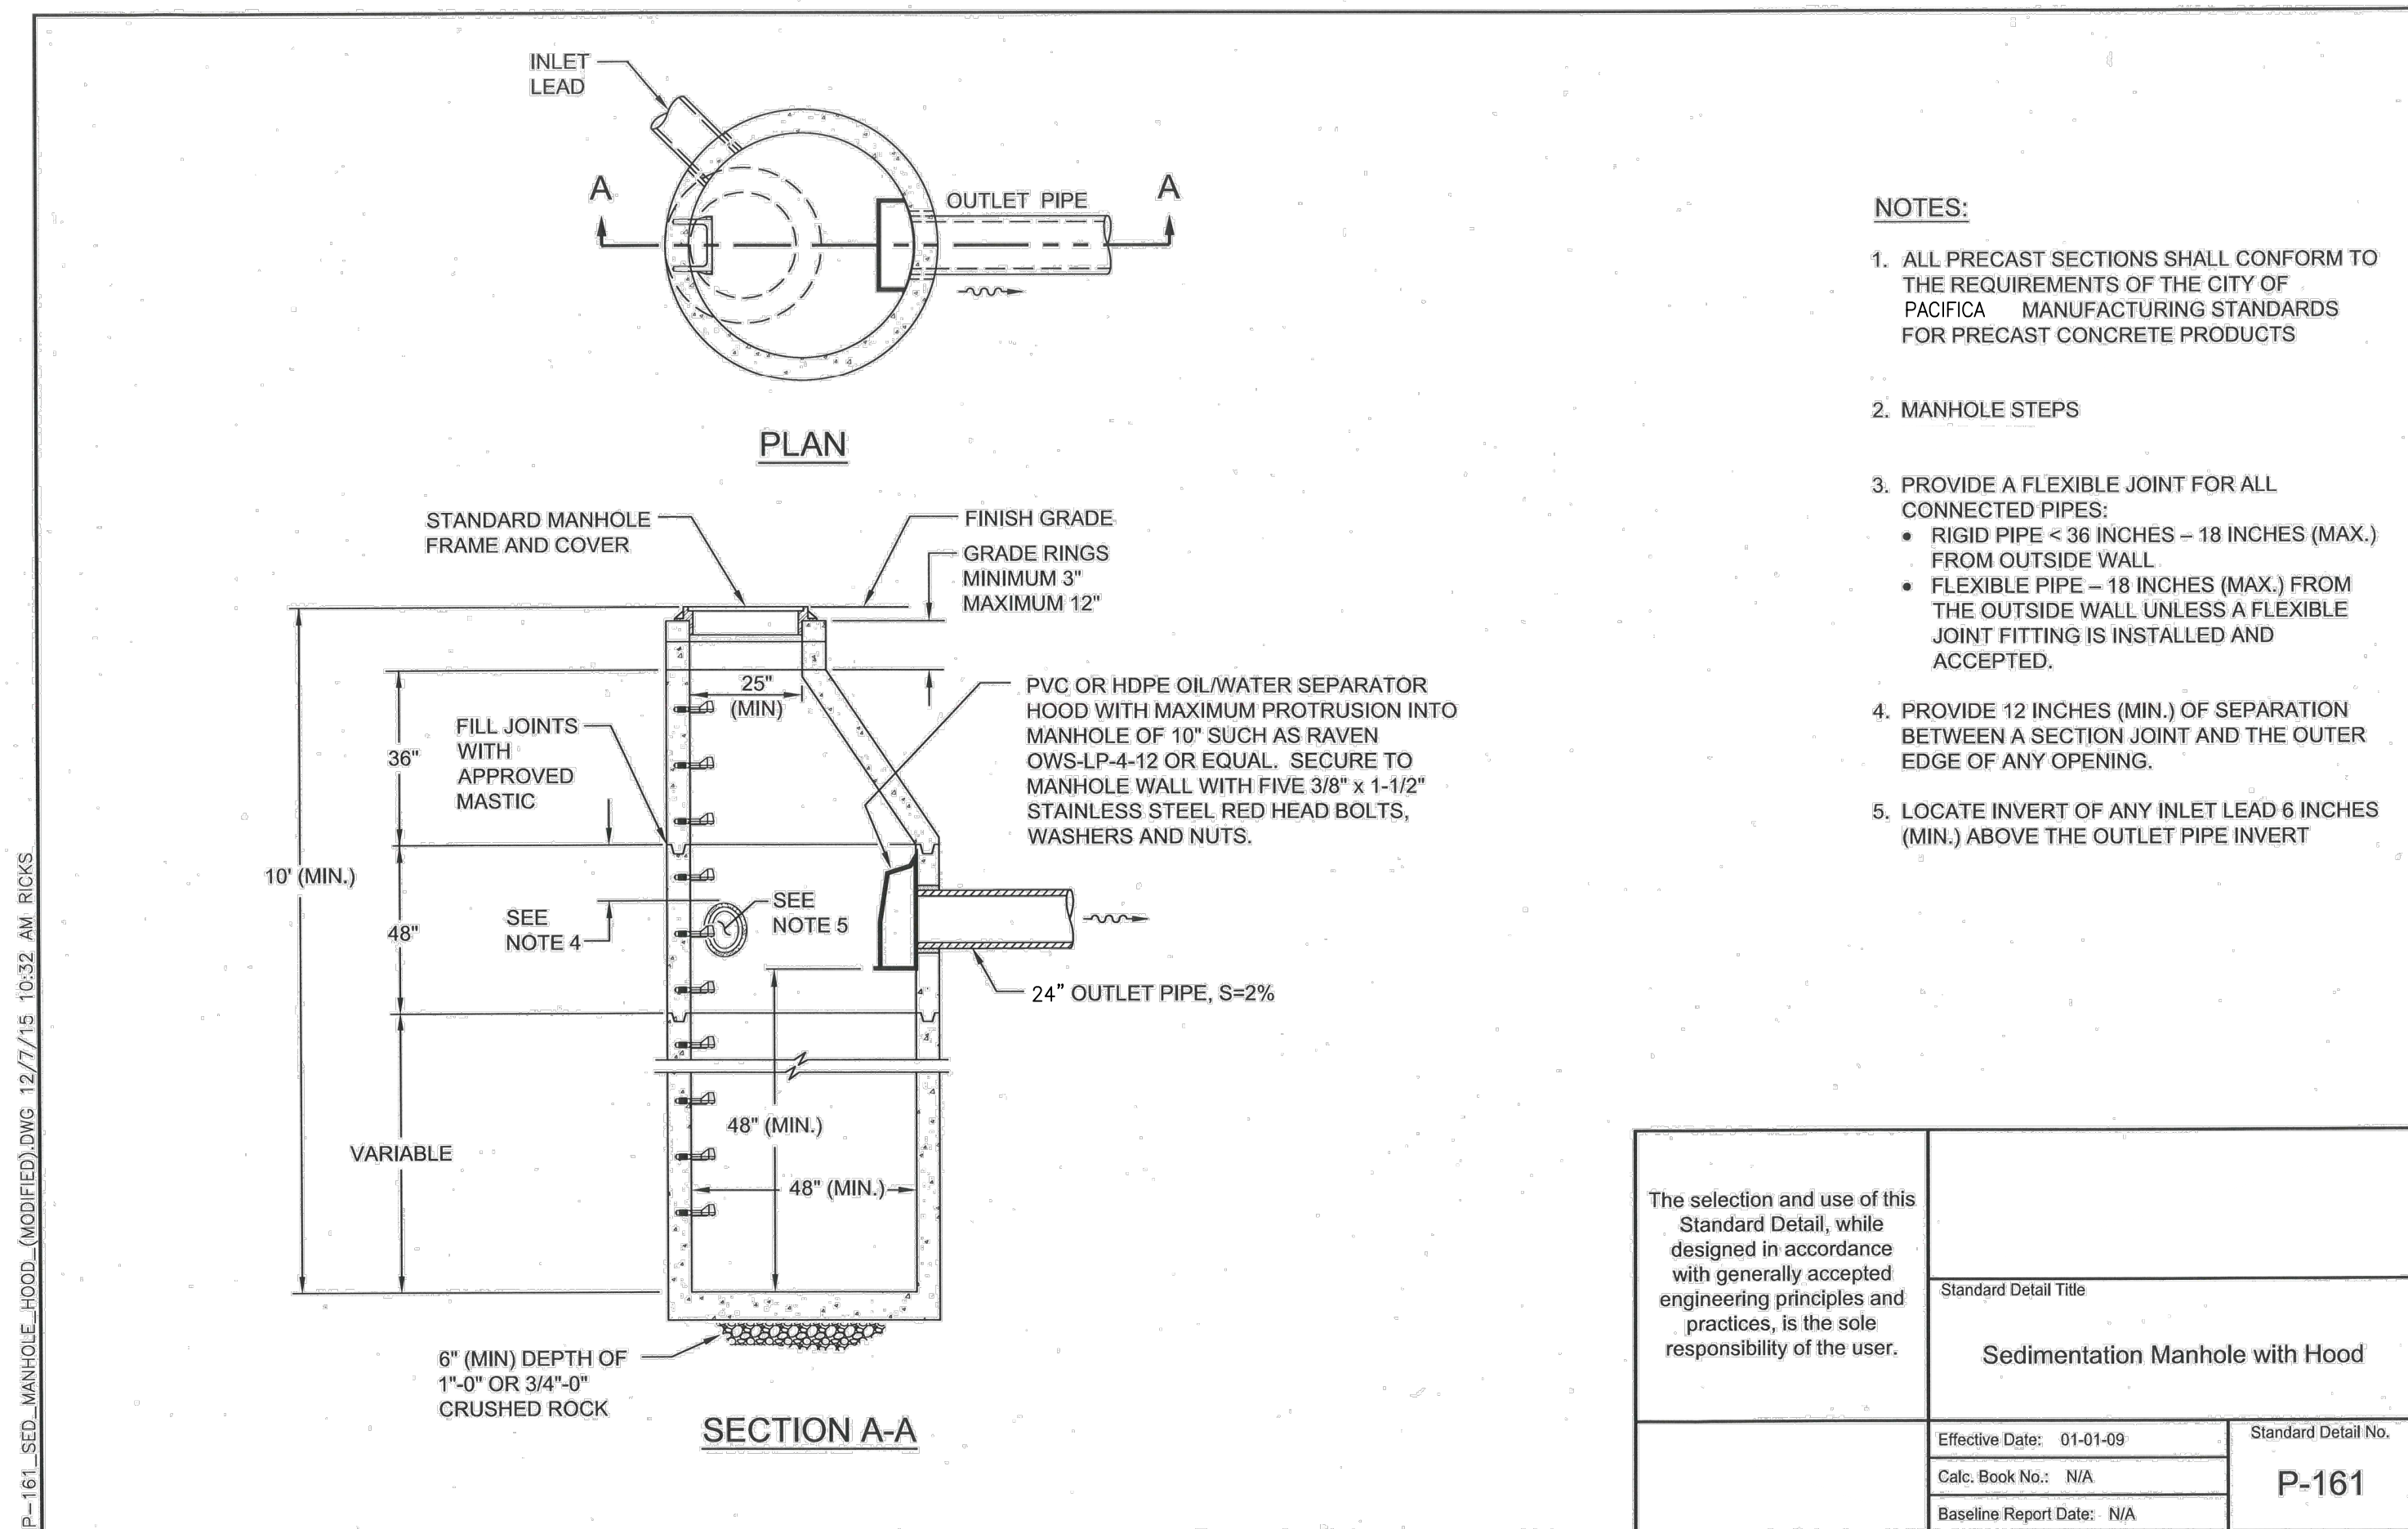 INLET
LEAD
A
A
OUTLET PIPE
PLAN
STANDARD MANHOLE
FRAME AND COVER
FINISH GRADE
GRADE RINGS
MINIMUM 3"
MAXIMUM 12"
25"
(MIN)
FILL JOINTS
WITH
APPROVED
MASTIC
36"
PVC OR HDPE OIL/WATER SEPARATOR
HOOD WITH MAXIMUM PROTRUSION INTO
MANHOLE OF 10" SUCH AS RAVEN
OWS-LP-4-12 OR EQUAL. SECURE TO
MANHOLE WALL WITH FIVE 3/8" x 1-1/2"
STAINLESS STEEL RED HEAD BOLTS,
WASHERS AND NUTS.
10' (MIN.)
48"
SEE
NOTE 4
SEE
NOTE 5
24" OUTLET PIPE, S=2%
VARIABLE
48" (MIN.)
48" (MIN.)
6" (MIN) DEPTH OF
1"-0" OR 3/4"-0"
CRUSHED ROCK
SECTION A-A
NOTES:
1. ALL PRECAST SECTIONS SHALL CONFORM TO
THE REQUIREMENTS OF THE CITY OF
PACIFICA MANUFACTURING STANDARDS
FOR PRECAST CONCRETE PRODUCTS
2. MANHOLE STEPS
3. PROVIDE A FLEXIBLE JOINT FOR ALL
CONNECTED PIPES:
• RIGID PIPE < 36 INCHES – 18 INCHES (MAX.)
FROM OUTSIDE WALL
• FLEXIBLE PIPE – 18 INCHES (MAX.) FROM
THE OUTSIDE WALL UNLESS A FLEXIBLE
JOINT FITTING IS INSTALLED AND
ACCEPTED.
4. PROVIDE 12 INCHES (MIN.) OF SEPARATION
BETWEEN A SECTION JOINT AND THE OUTER
EDGE OF ANY OPENING.
5. LOCATE INVERT OF ANY INLET LEAD 6 INCHES
(MIN.) ABOVE THE OUTLET PIPE INVERT
The selection and use of this
Standard Detail, while
designed in accordance
with generally accepted
engineering principles and
practices, is the sole
responsibility of the user.
Standard Detail Title
Sedimentation Manhole with Hood
Effective Date: 01-01-09
Calc. Book No.: N/A
Baseline Report Date: N/A
Standard Detail No.
P-161
P-161_SED_MANHOLE_HOOD_(MODIFIED).DWG 12/7/15 10:32 AM RICKS